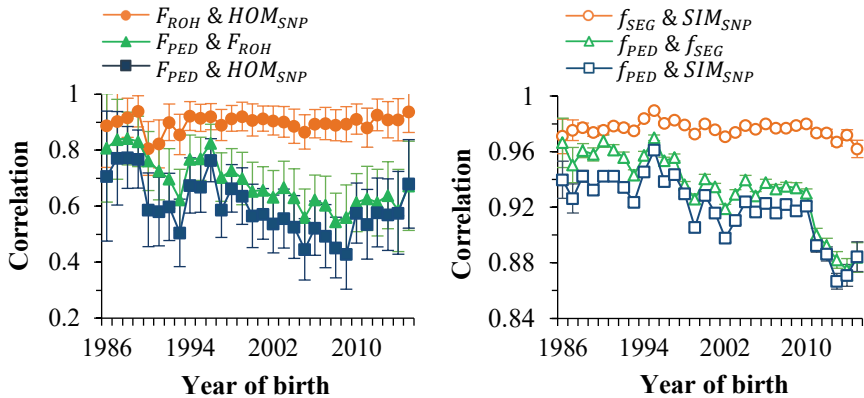 F_ROH & HOM_SNP
F_PED & F_ROH
F_PED & HOM_SNP
Correlation
1
0.8
0.6
0.4
0.2
1986
1994
2002
2010
Year of birth
f_SEG & SIM_SNP
f_PED & f_SEG
f_PED & SIM_SNP
Correlation
1
0.96
0.92
0.88
0.84
1986
1994
2002
2010
Year of birth